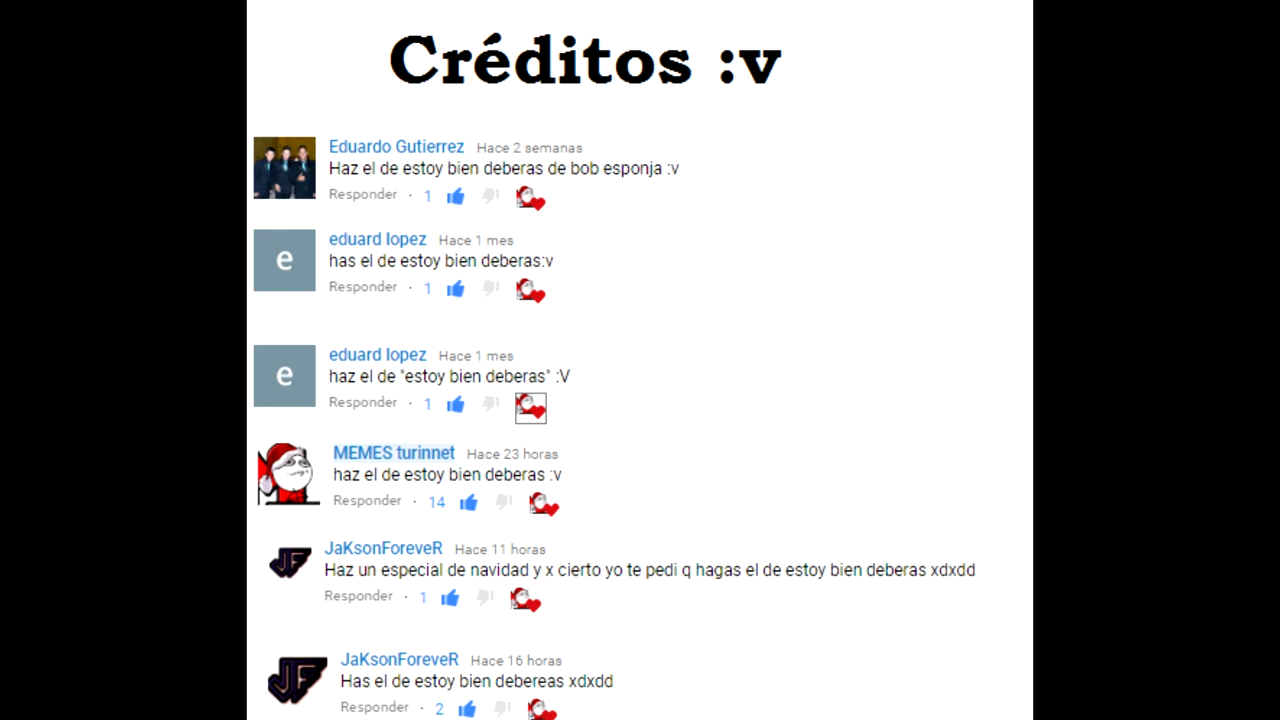 Créditos :v
Eduardo Gutierrez Hace 2 semanas
Haz el de estoy bien deberas de bob esponja :v
Responder · 1
e
eduard lopez Hace 1 mes
has el de estoy bien deberas:v
Responder · 1
e
eduard lopez Hace 1 mes
haz el de "estoy bien deberas" :V
Responder · 1
MEMES turinnet Hace 23 horas
haz el de estoy bien deberas :v
Responder · 14
JF
JaKsonForeveR Hace 11 horas
Haz un especial de navidad y x cierto yo te pedi q hagas el de estoy bien deberas xdxdd
Responder · 1
JF
JaKsonForeveR Hace 16 horas
Has el de estoy bien debereas xdxdd
Responder · 2